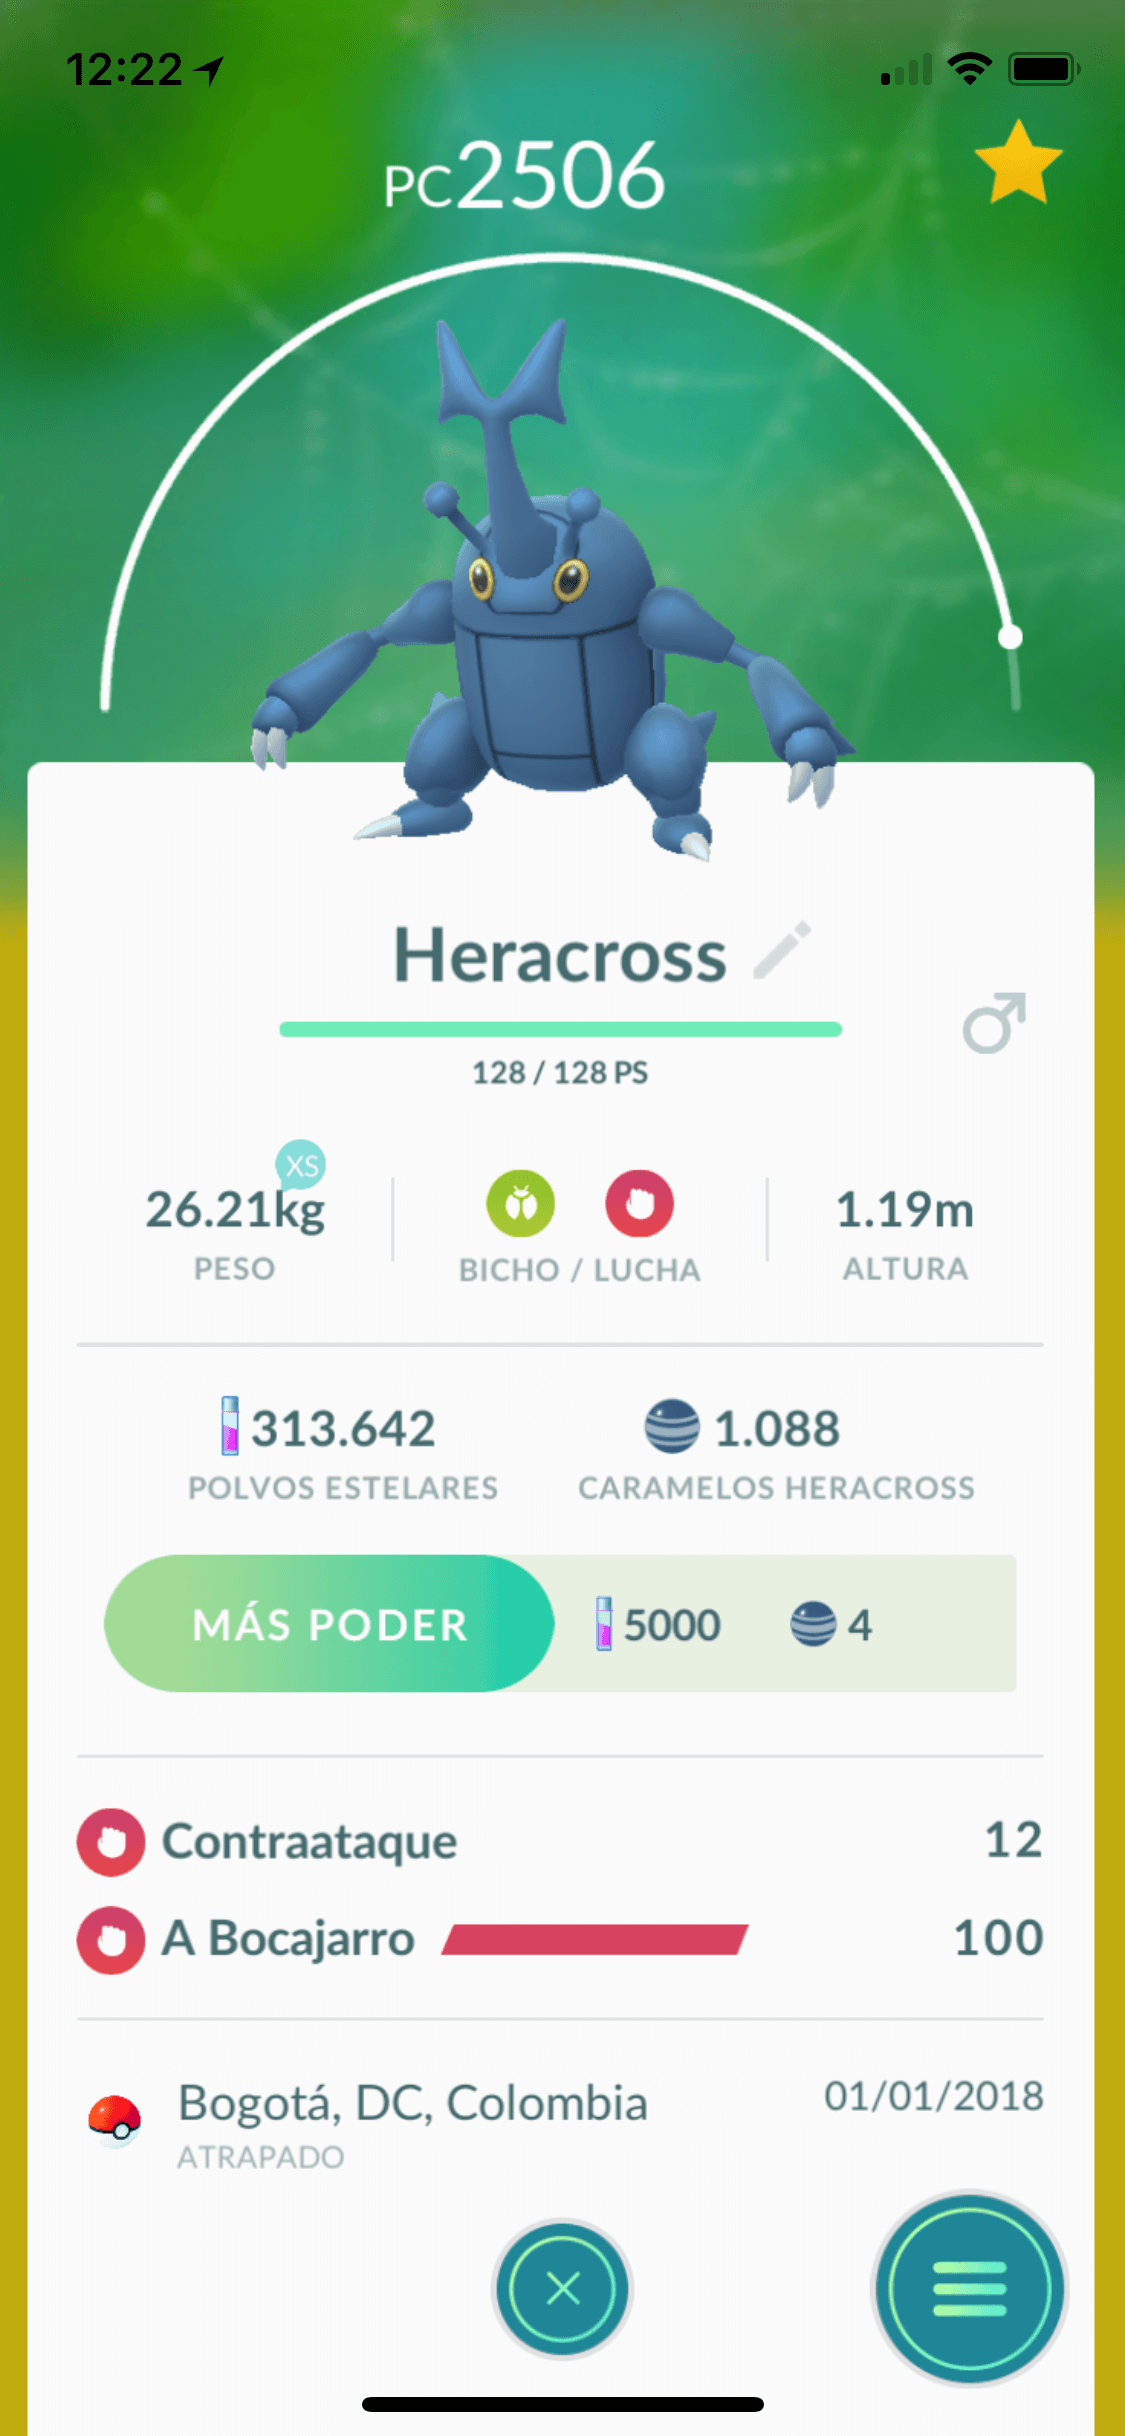 12:22
PC2506
Heracross
128 / 128 PS
XS
26.21kg
PESO
BICHO / LUCHA
1.19m
ALTURA
313.642
POLVOS ESTELARES
1.088
CARAMELOS HERACROSS
MÁS PODER 5000 4
Contraataque 12
A Bocajarro 100
Bogotá, DC, Colombia 01/01/2018
ATRAPADO